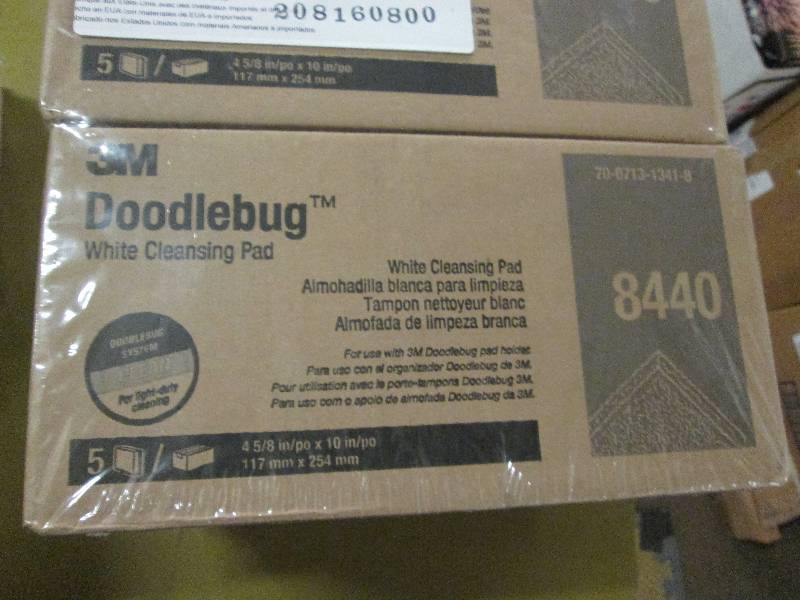 208160800
5 / 4 5/8 in/po x 10 in/po
117 mm x 254 mm
3M
Doodlebug™
White Cleansing Pad
70-0713-1341-8
8440
White Cleansing Pad
Almohadilla blanca para limpieza
Tampon nettoyeur blanc
Almofada de limpeza branca
For use with 3M Doodlebug pad holder.
Para uso con el organizador Doodlebug de 3M.
Pour utilisation avec le porte-tampons Doodlebug 3M.
Para uso com o apoio de almofada Doodlebug da 3M.
DOODLEBUG
SYSTEM
For light-duty
cleaning
5 / 4 5/8 in/po x 10 in/po
117 mm x 254 mm